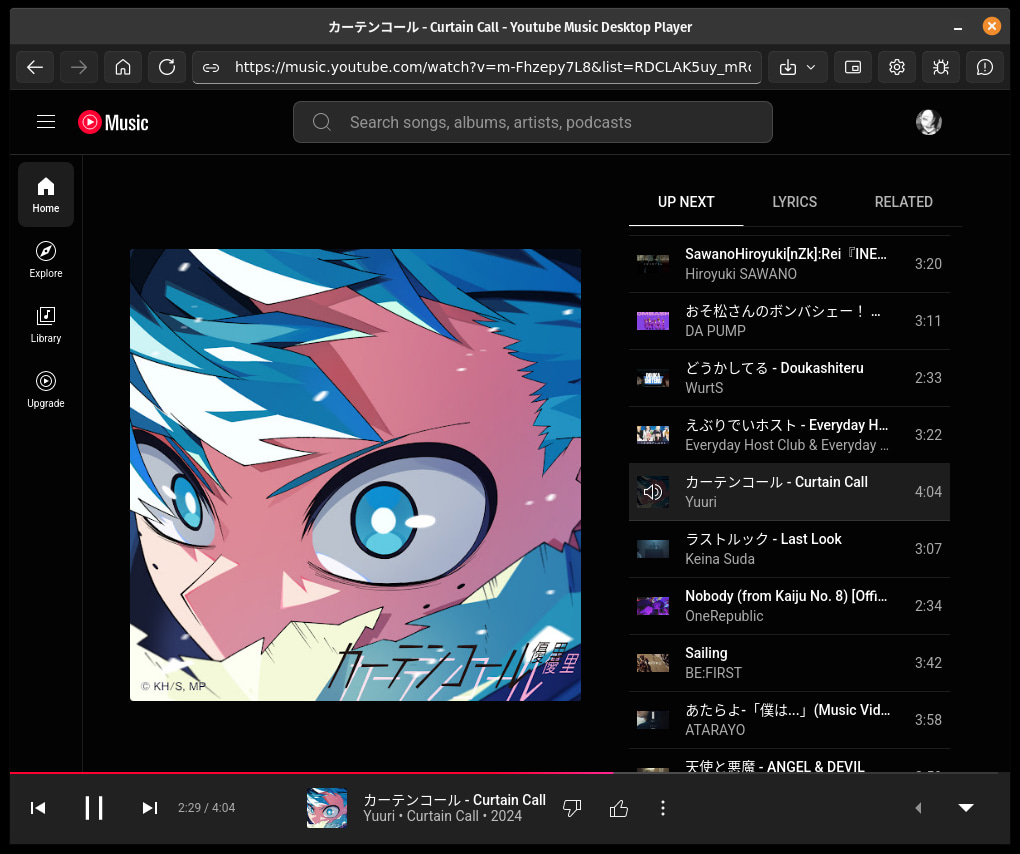 カーテンコール - Curtain Call - Youtube Music Desktop Player
https://music.youtube.com/watch?v=m-Fhzepy7L8&list=RDCLAK5uy_mRc
Music
Search songs, albums, artists, podcasts
Home
Explore
Library
Upgrade
カーテンコール
優里
© KH/S, MP
UP NEXT
LYRICS
RELATED
SawanoHiroyuki[nZk]:Rei『INE...
Hiroyuki SAWANO
3:20
おそ松さんのボンバシェー！ ...
DA PUMP
3:11
どうかしてる - Doukashiteru
WurtS
2:33
えぶりでいホスト - Everyday H...
Everyday Host Club & Everyday ...
3:22
カーテンコール - Curtain Call
Yuuri
4:04
ラストルック - Last Look
Keina Suda
3:07
Nobody (from Kaiju No. 8) [Offi...
OneRepublic
2:34
Sailing
BE:FIRST
3:42
あたらよ-「僕は...」(Music Vid...
ATARAYO
3:58
天使と悪魔 - ANGEL & DEVIL
2:29 / 4:04
カーテンコール - Curtain Call
Yuuri • Curtain Call • 2024